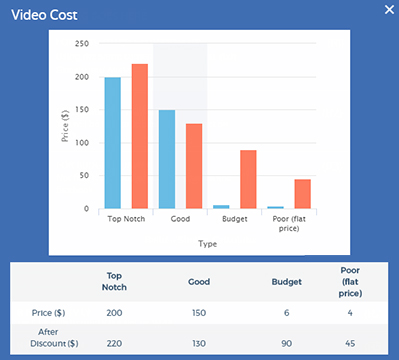 Video Cost
250
200
150
100
50
0
Price ($)
Top Notch Good Budget Poor (flat price)
Type
Top Notch Good Budget Poor (flat price)
Price ($) 200 150 6 4
After Discount ($) 220 130 90 45